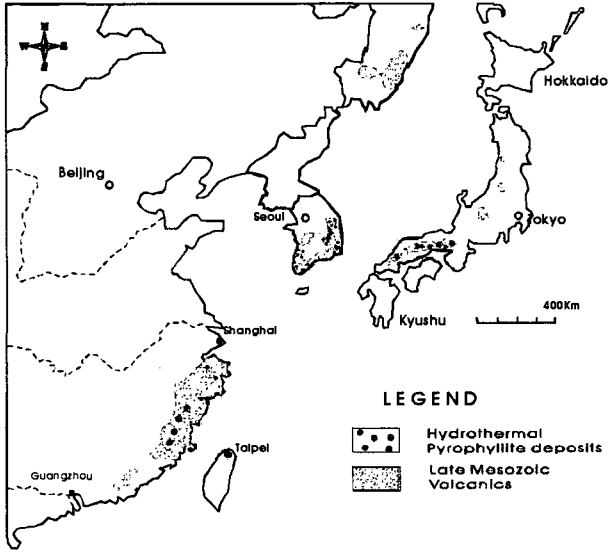 N
W E
S
Hokkaido
Beijing
Seoul
Tokyo
400Km
Kyushu
Shanghai
LEGEND
Hydrothermal
Pyrophyllite deposits
Taipei
Late Mesozoic
Volcanics
Guangzhou